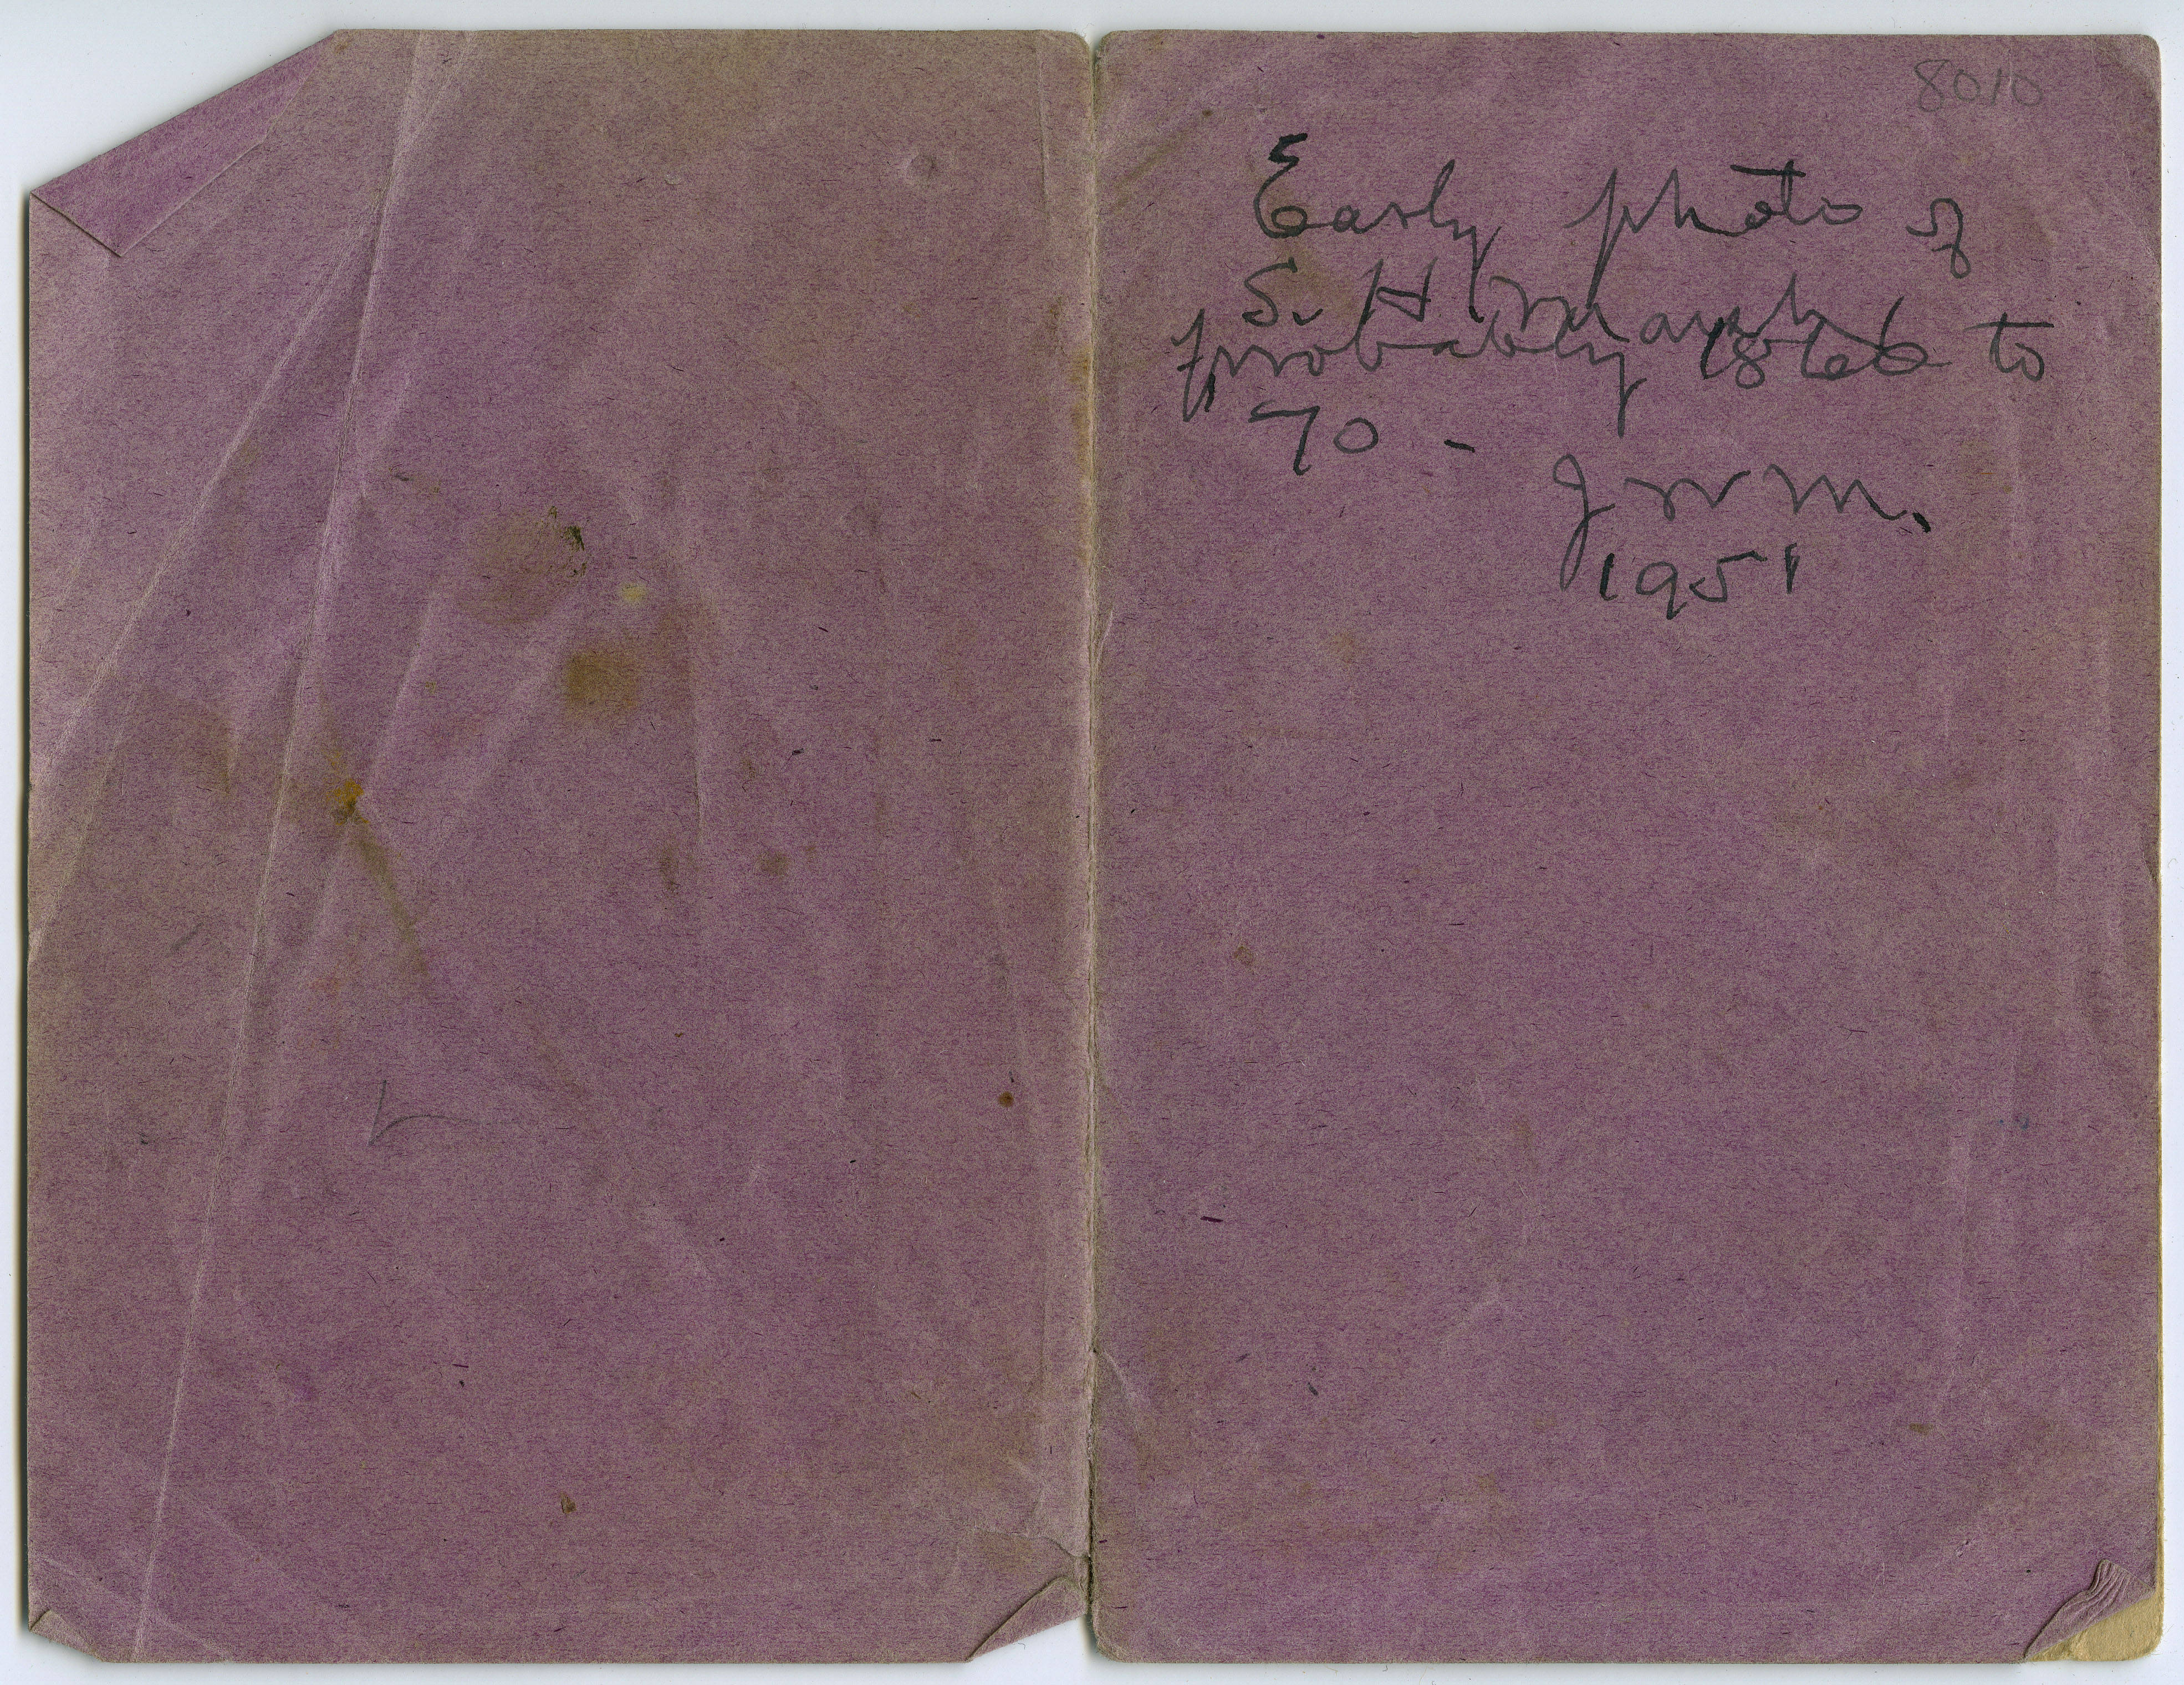 8010
Early photo of
S. H. Marsh
probably 1866 to
70 -
J W M.
1951